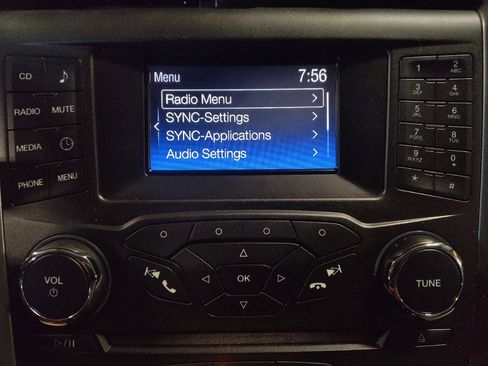 Menu 7:56
Radio Menu >
SYNC-Settings >
SYNC-Applications >
Audio Settings >
CD
RADIO MUTE
MEDIA
PHONE MENU
1 2 ABC
3 DEF 4 GHI
5 JKL 6 MNO
7 PQRS 8 TUV
9 WXYZ 0 +
* #
VOL
OK
TUNE